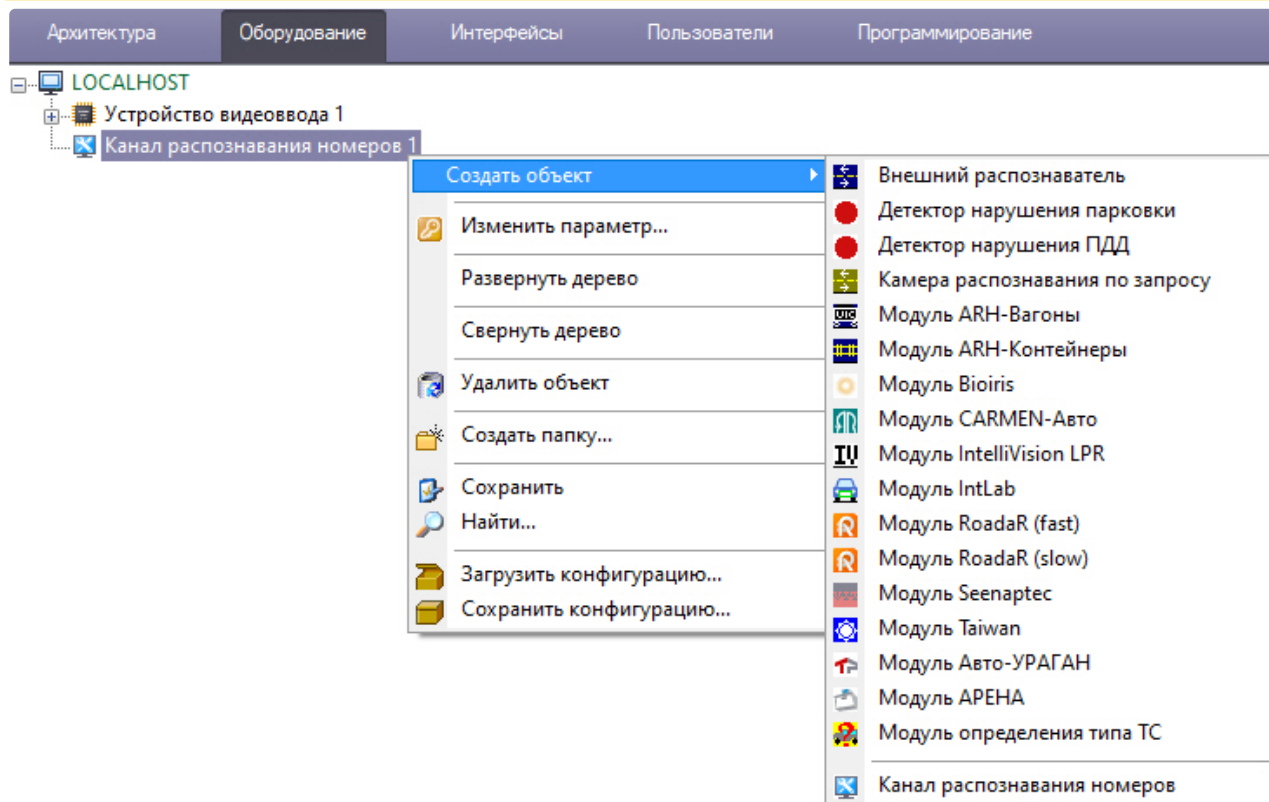 Архитектура Оборудование Интерфейсы Пользователи Программирование
LOCALHOST
Устройство видеоввода 1
Канал распознавания номеров 1
Создать объект
Изменить параметр...
Развернуть дерево
Свернуть дерево
Удалить объект
Создать папку...
Сохранить
Найти...
Загрузить конфигурацию...
Сохранить конфигурацию...
Внешний распознаватель
Детектор нарушения парковки
Детектор нарушения ПДД
Камера распознавания по запросу
Модуль ARH-Вагоны
Модуль ARH-Контейнеры
Модуль Bioiris
Модуль CARMEN-Авто
Модуль IntelliVision LPR
Модуль IntLab
Модуль RoadaR (fast)
Модуль RoadaR (slow)
Модуль Seenaptec
Модуль Taiwan
Модуль Авто-УРАГАН
Модуль АРЕНА
Модуль определения типа ТС
Канал распознавания номеров